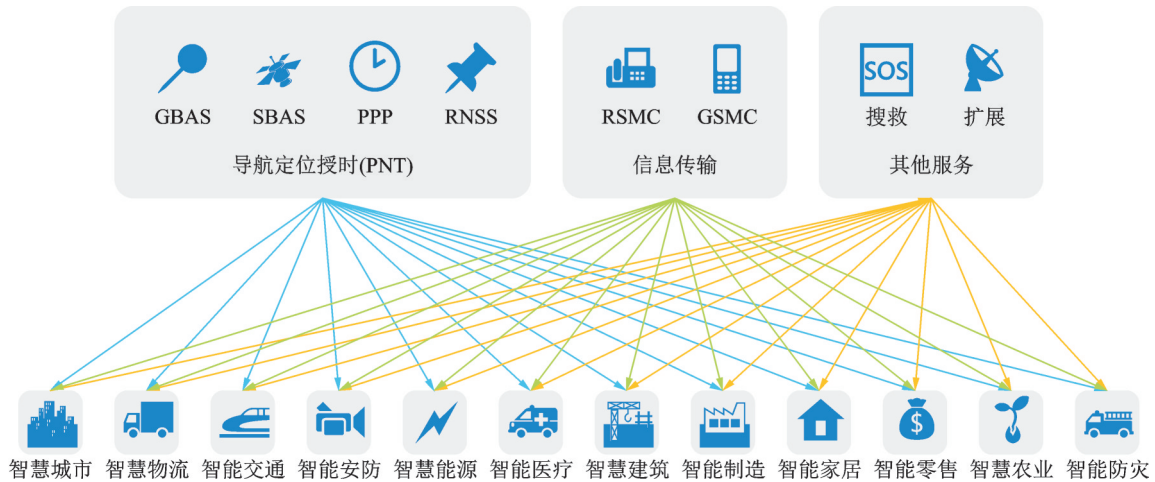 GBAS SBAS PPP RNSS
导航定位授时(PNT)
RSMC GSMC
信息传输
SOS
搜救 扩展
其他服务
智慧城市 智慧物流 智能交通 智能安防 智慧能源 智能医疗 智慧建筑 智能制造 智能家居 智能零售 智慧农业 智能防灾
$